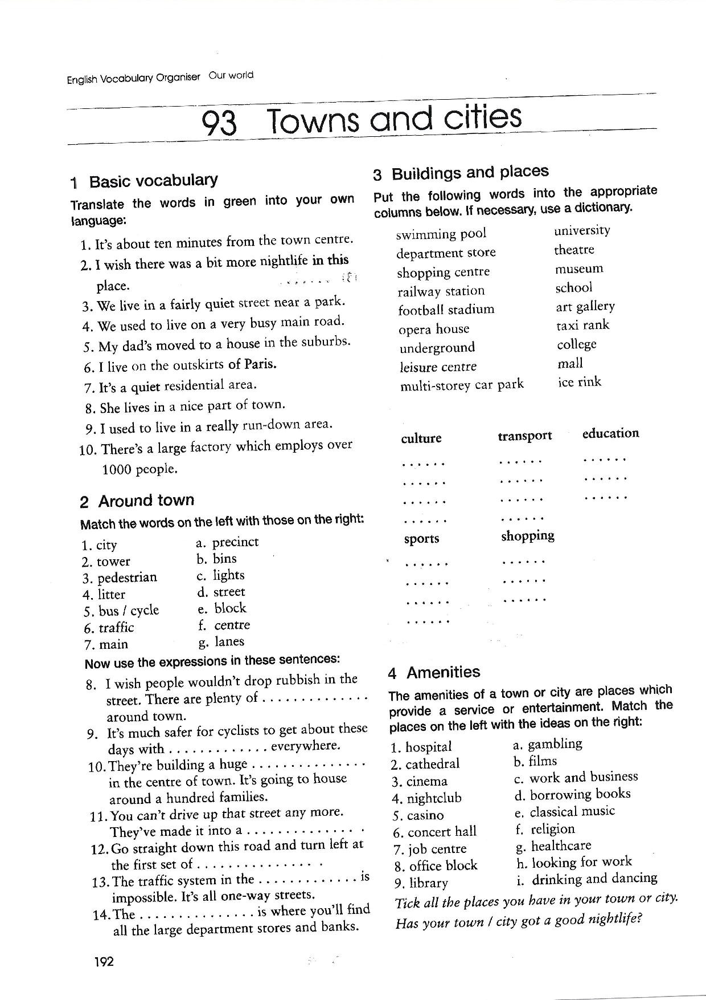 English Vocabulary Organiser Our world
93 Towns and cities
1 Basic vocabulary
Translate the words in green into your own
language:
1. It's about ten minutes from the town centre.
2. I wish there was a bit more nightlife in this
place.
3. We live in a fairly quiet street near a park.
4. We used to live on a very busy main road.
5. My dad's moved to a house in the suburbs.
6. I live on the outskirts of Paris.
7. It's a quiet residential area.
8. She lives in a nice part of town.
9. I used to live in a really run-down area.
10. There's a large factory which employs over
1000 people.
2 Around town
Match the words on the left with those on the right:
1. city a. precinct
2. tower b. bins
3. pedestrian c. lights
4. litter d. street
5. bus / cycle e. block
6. traffic f. centre
7. main g. lanes
Now use the expressions in these sentences:
8. I wish people wouldn't drop rubbish in the
street. There are plenty of . . . . . . . . . . . . . .
around town.
9. It's much safer for cyclists to get about these
days with . . . . . . . . . . . . . everywhere.
10. They're building a huge . . . . . . . . . . . . . . .
in the centre of town. It's going to house
around a hundred families.
11. You can't drive up that street any more.
They've made it into a . . . . . . . . . . . . . . . .
12. Go straight down this road and turn left at
the first set of . . . . . . . . . . . . . . . .
13. The traffic system in the . . . . . . . . . . . . . is
impossible. It's all one-way streets.
14. The . . . . . . . . . . . . . . . is where you'll find
all the large department stores and banks.
192
3 Buildings and places
Put the following words into the appropriate
columns below. If necessary, use a dictionary.
swimming pool university
department store theatre
shopping centre museum
railway station school
football stadium art gallery
opera house taxi rank
underground college
leisure centre mall
multi-storey car park ice rink
culture transport education
. . . . . . . . . . . . . . . . . .
. . . . . . . . . . . . . . . . . .
. . . . . . . . . . . . . . . . . .
. . . . . . . . . . . .
sports shopping
. . . . . . . . . . . .
. . . . . . . . . . . .
. . . . . . . . . . . .
. . . . . .
4 Amenities
The amenities of a town or city are places which
provide a service or entertainment. Match the
places on the left with the ideas on the right:
1. hospital a. gambling
2. cathedral b. films
3. cinema c. work and business
4. nightclub d. borrowing books
5. casino e. classical music
6. concert hall f. religion
7. job centre g. healthcare
8. office block h. looking for work
9. library i. drinking and dancing
Tick all the places you have in your town or city.
Has your town / city got a good nightlife?